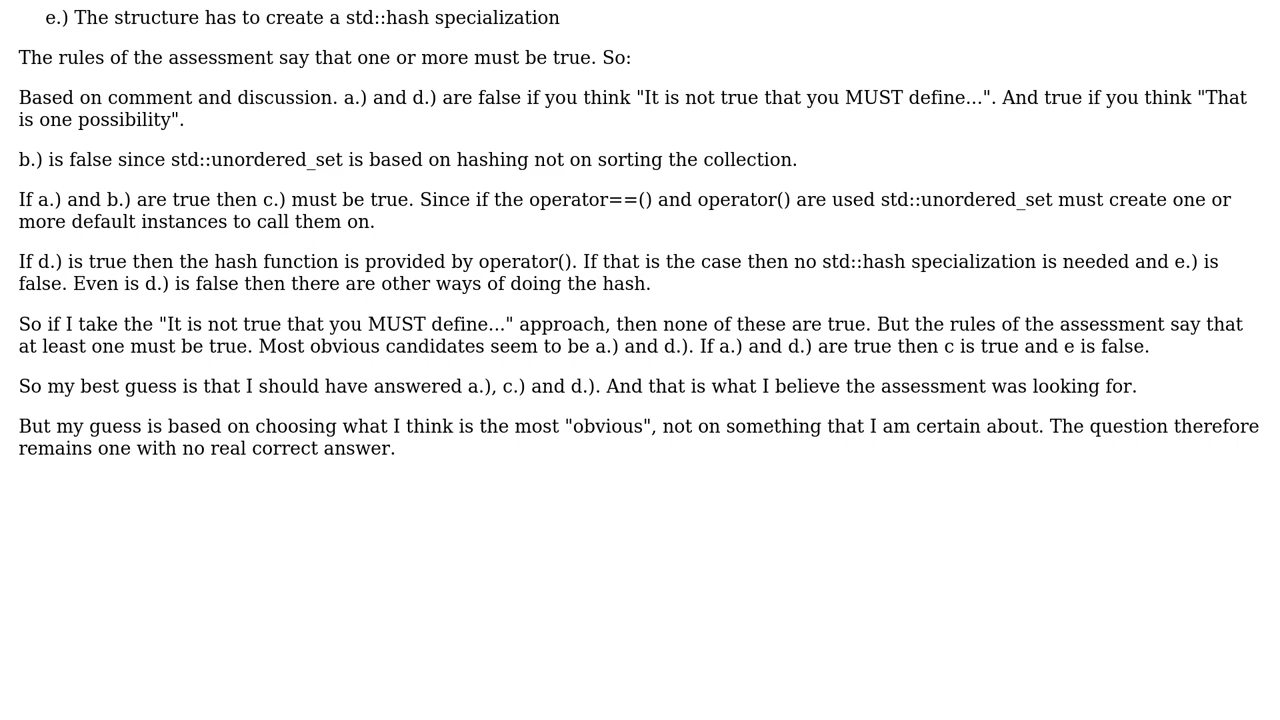 e.) The structure has to create a std::hash specialization
The rules of the assessment say that one or more must be true. So:
Based on comment and discussion. a.) and d.) are false if you think "It is not true that you MUST define...". And true if you think "That
is one possibility".
b.) is false since std::unordered_set is based on hashing not on sorting the collection.
If a.) and b.) are true then c.) must be true. Since if the operator==() and operator() are used std::unordered_set must create one or
more default instances to call them on.
If d.) is true then the hash function is provided by operator(). If that is the case then no std::hash specialization is needed and e.) is
false. Even is d.) is false then there are other ways of doing the hash.
So if I take the "It is not true that you MUST define..." approach, then none of these are true. But the rules of the assessment say that
at least one must be true. Most obvious candidates seem to be a.) and d.). If a.) and d.) are true then c is true and e is false.
So my best guess is that I should have answered a.), c.) and d.). And that is what I believe the assessment was looking for.
But my guess is based on choosing what I think is the most "obvious", not on something that I am certain about. The question therefore
remains one with no real correct answer.